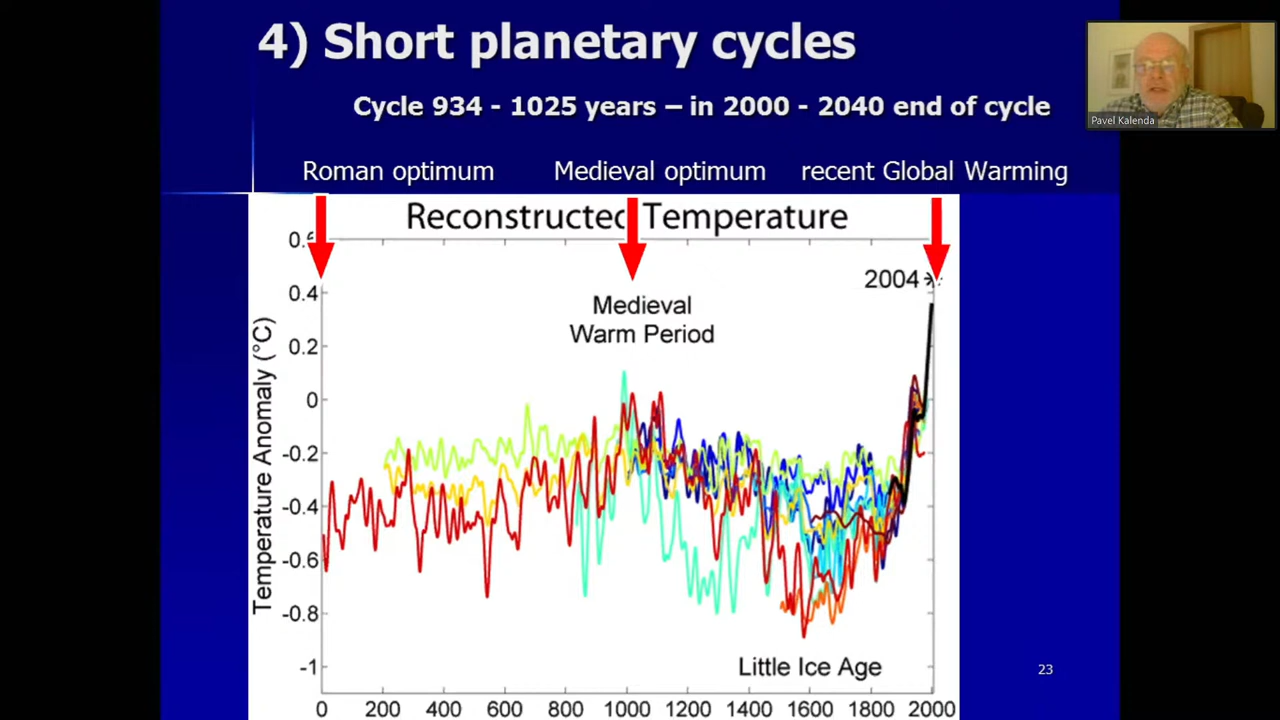 4) Short planetary cycles
Cycle 934 - 1025 years – in 2000 - 2040 end of cycle
Pavel Kalenda
Roman optimum Medieval optimum recent Global Warming
Reconstructed Temperature
0.6
2004
0.4
Medieval
Warm Period
0.2
0
-0.2
-0.4
-0.6
-0.8
-1
Temperature Anomaly (°C)
Little Ice Age
23
0 200 400 600 800 1000 1200 1400 1600 1800 2000